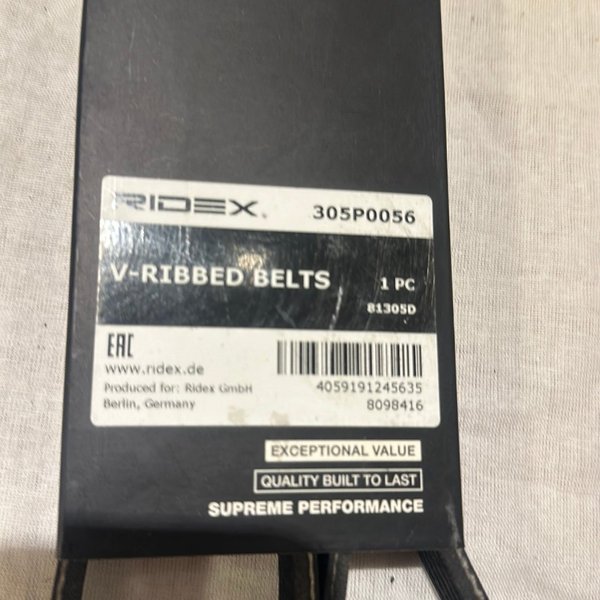 RIDEX® 305P0056
V-RIBBED BELTS 1 PC
81305D
EAC
www.ridex.de
Produced for: Ridex GmbH 4059191245635
Berlin, Germany 8098416
EXCEPTIONAL VALUE
QUALITY BUILT TO LAST
SUPREME PERFORMANCE